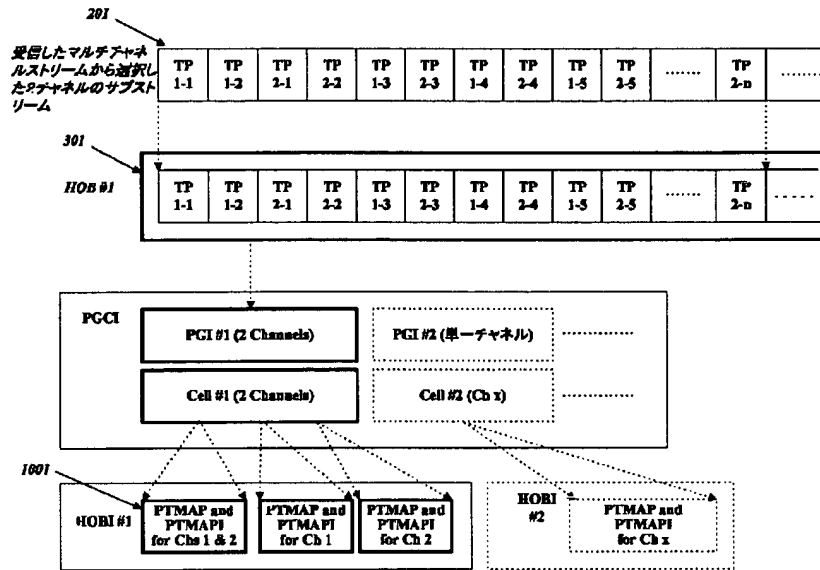 201
受信したマルチチャネ
ルストリームから選択し
た2チャネルのサブスト
リーム
TP 1-1 TP 1-2 TP 2-1 TP 2-2 TP 1-3 TP 2-3 TP 1-4 TP 2-4 TP 1-5 TP 2-5 ....... TP 2-n ........
301
HOB #1
TP 1-1 TP 1-2 TP 2-1 TP 2-2 TP 1-3 TP 2-3 TP 1-4 TP 2-4 TP 1-5 TP 2-5 ....... TP 2-n .....
PGCI
PGI #1 (2 Channels)
PGI #2 (単一チャネル)
Cell #1 (2 Channels)
Cell #2 (Ch x)
1001
HOBI #1
PTMAP and
PTMAPI
for Chs 1 & 2
PTMAP and
PTMAPI
for Ch 1
PTMAP and
PTMAPI
for Ch 2
HOBI
#2
PTMAP and
PTMAPI
for Ch x